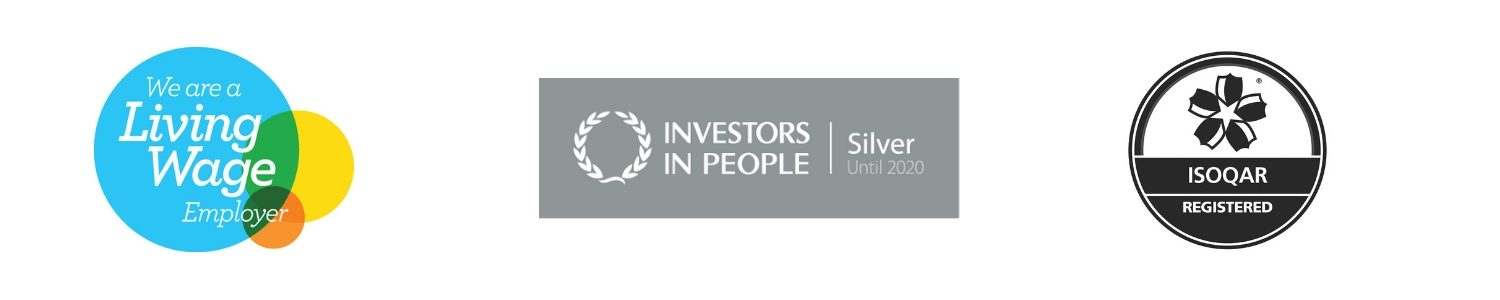 We are a
Living
Wage
Employer
INVESTORS
IN PEOPLE
Silver
Until 2020
®
ISOQAR
REGISTERED